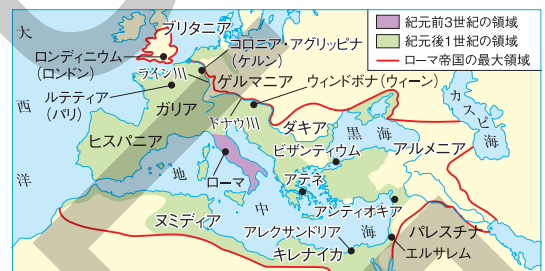 紀元前3世紀の領域
紀元後1世紀の領域
ローマ帝国の最大領域
大西洋
ブリタニア
ロンディニウム
(ロンドン)
コロニア・アグリッピナ
(ケルン)
ライン川
ゲルマニア
ルテティア
(パリ)
ウィンドボナ(ウィーン)
ガリア
ドナウ川
ダキア
黒海
カスピ海
ヒスパニア
ビザンティウム
アルメニア
ローマ
アテネ
地中海
アンティオキア
ヌミディア
アレクサンドリア
パレスチナ
キレナイカ
エルサレム